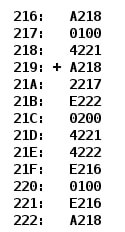 216: A218
217: 0100
218: 4221
219: + A218
21A: 2217
21B: E222
21C: 0200
21D: 4221
21E: 4222
21F: E216
220: 0100
221: E216
222: A218